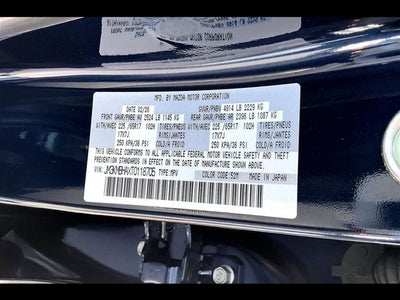 MFD BY MAZDA MOTOR CORPORATION
DATE 02/26 GVWR/PNBV 4914 LB 2229 KG
FRONT GAWR/PNBE AV 2524 LB 1145 KG REAR GAWR/PNBE AR 2396 LB 1087 KG
WITH/AVEC 225 /65R17 102H TIRES/PNEUS WITH/AVEC 225 /65R17 102H TIRES/PNEUS
17X7J RIMS/JANTES 17X7J RIMS/JANTES
250 KPA/36 PSI COLD/A FROID 250 KPA/36 PSI COLD/A FROID
THIS VEHICLE CONFORMS TO ALL APPLICABLE FEDERAL MOTOR VEHICLE SAFETY, BUMPER AND THEFT
PREVENTION STANDARDS IN EFFECT ON THE DATE OF MANUFACTURE SHOWN ABOVE.
VIN: TYPE: MPV COLOR CODE: 52M MADE IN JAPAN